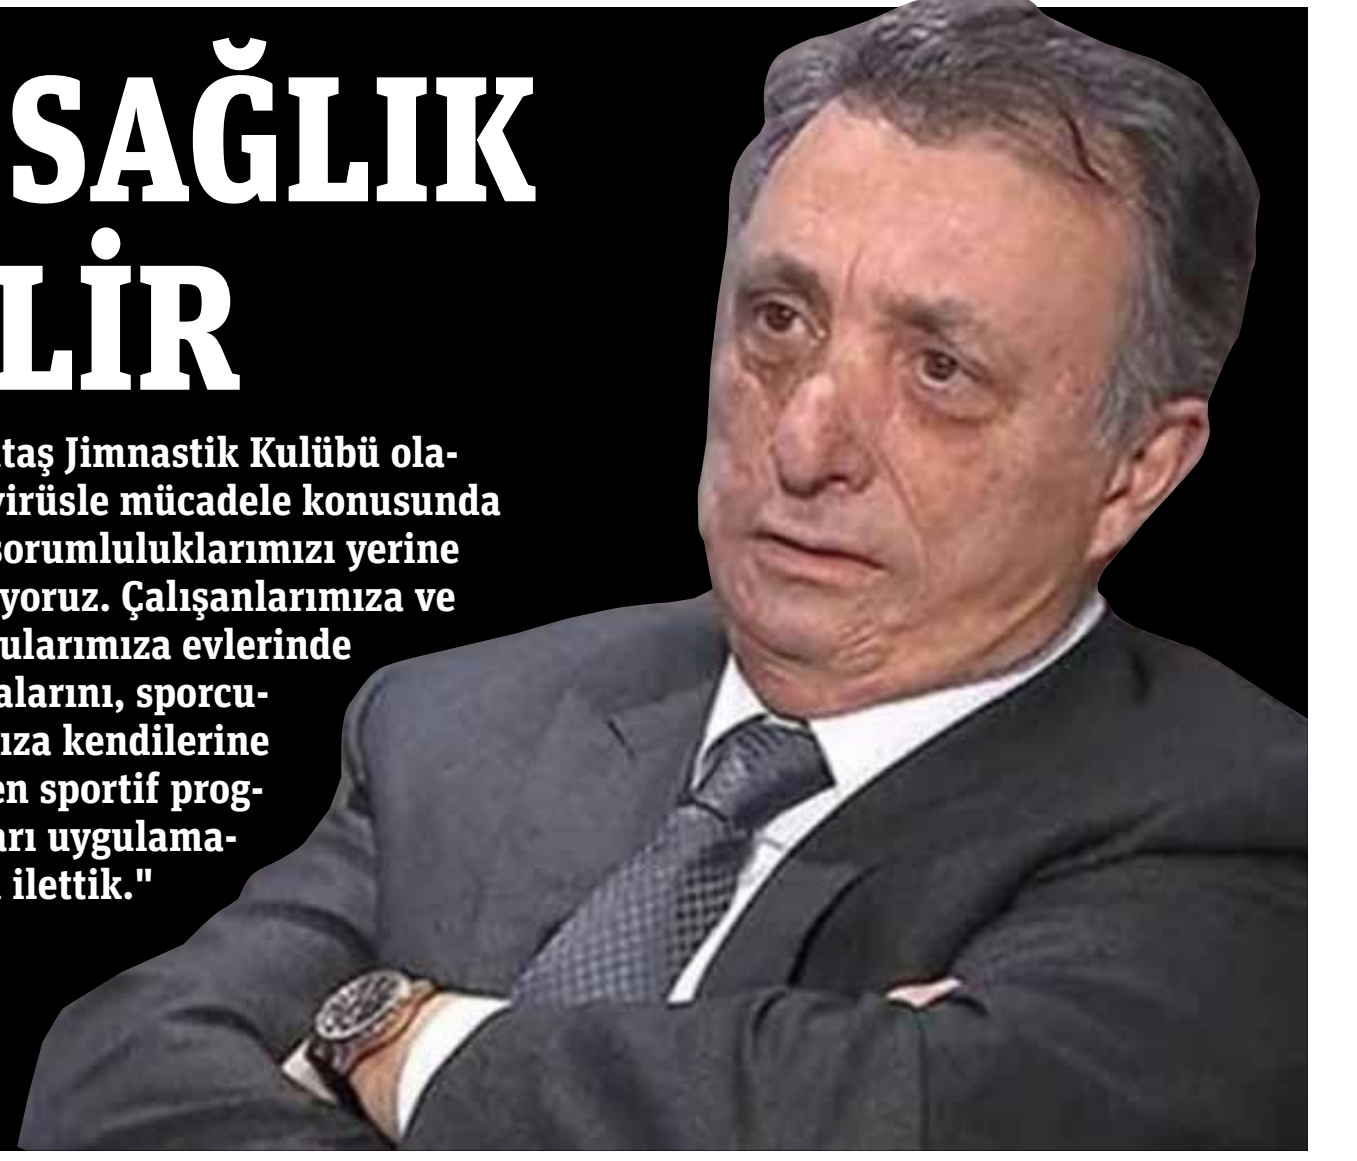 SAĞLIK
LİR
taş Jimnastik Kulübü ola-
virüsle mücadele konusunda
sorumluluklarımızı yerine
yoruz. Çalışanlarımıza ve
ularımıza evlerinde
alarını, sporcu-
ıza kendilerine
en sportif prog-
arı uygulama-
ilettik."